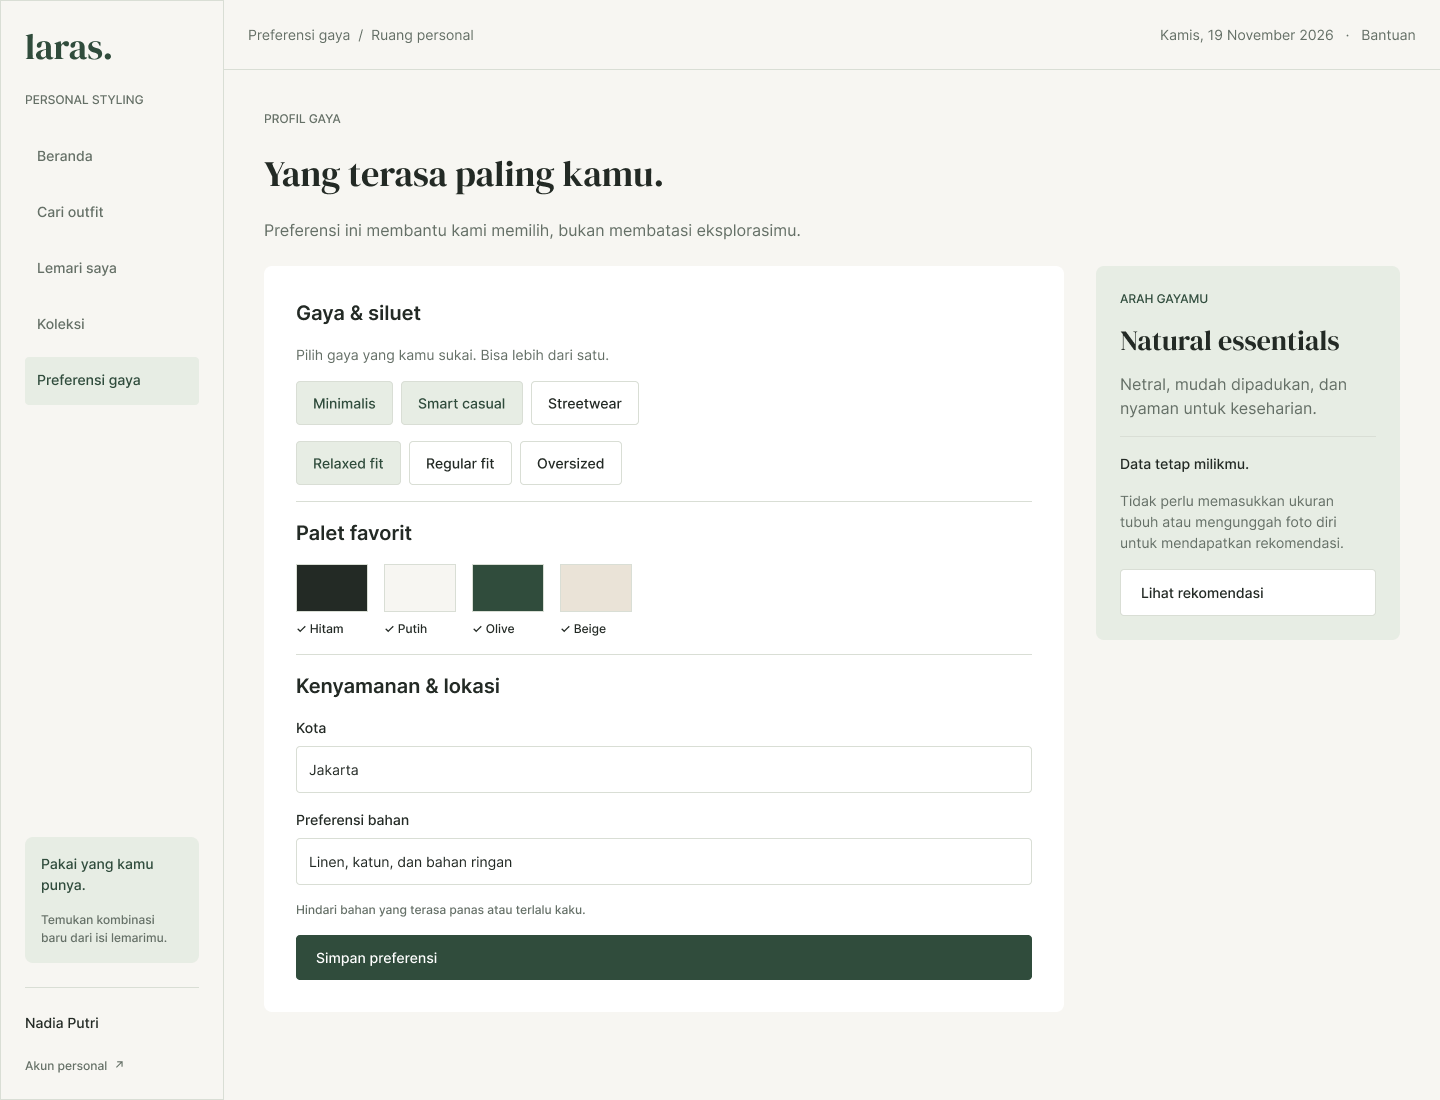 laras.
PERSONAL STYLING
Beranda
Cari outfit
Lemari saya
Koleksi
Preferensi gaya
Pakai yang kamu
punya.
Temukan kombinasi
baru dari isi lemarimu.
Nadia Putri
Akun personal ↗
Preferensi gaya / Ruang personal
Kamis, 19 November 2026 · Bantuan
PROFIL GAYA
Yang terasa paling kamu.
Preferensi ini membantu kami memilih, bukan membatasi eksplorasimu.
Gaya & siluet
Pilih gaya yang kamu sukai. Bisa lebih dari satu.
Minimalis Smart casual Streetwear
Relaxed fit Regular fit Oversized
Palet favorit
✓ Hitam ✓ Putih ✓ Olive ✓ Beige
Kenyamanan & lokasi
Kota
Jakarta
Preferensi bahan
Linen, katun, dan bahan ringan
Hindari bahan yang terasa panas atau terlalu kaku.
Simpan preferensi
ARAH GAYAMU
Natural essentials
Netral, mudah dipadukan, dan
nyaman untuk keseharian.
Data tetap milikmu.
Tidak perlu memasukkan ukuran
tubuh atau mengunggah foto diri
untuk mendapatkan rekomendasi.
Lihat rekomendasi